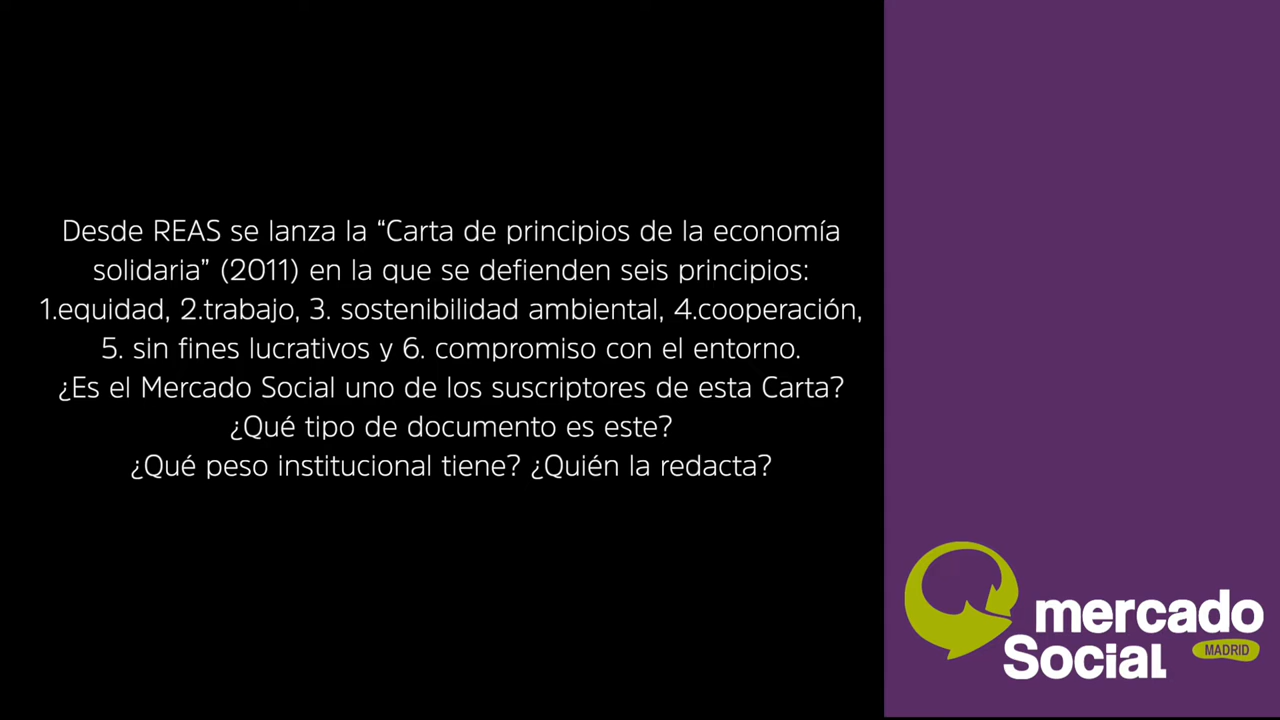 Desde REAS se lanza la “Carta de principios de la economía
solidaria” (2011) en la que se defienden seis principios:
1.equidad, 2.trabajo, 3. sostenibilidad ambiental, 4.cooperación,
5. sin fines lucrativos y 6. compromiso con el entorno.
¿Es el Mercado Social uno de los suscriptores de esta Carta?
¿Qué tipo de documento es este?
¿Qué peso institucional tiene? ¿Quién la redacta?
mercado
Social MADRID